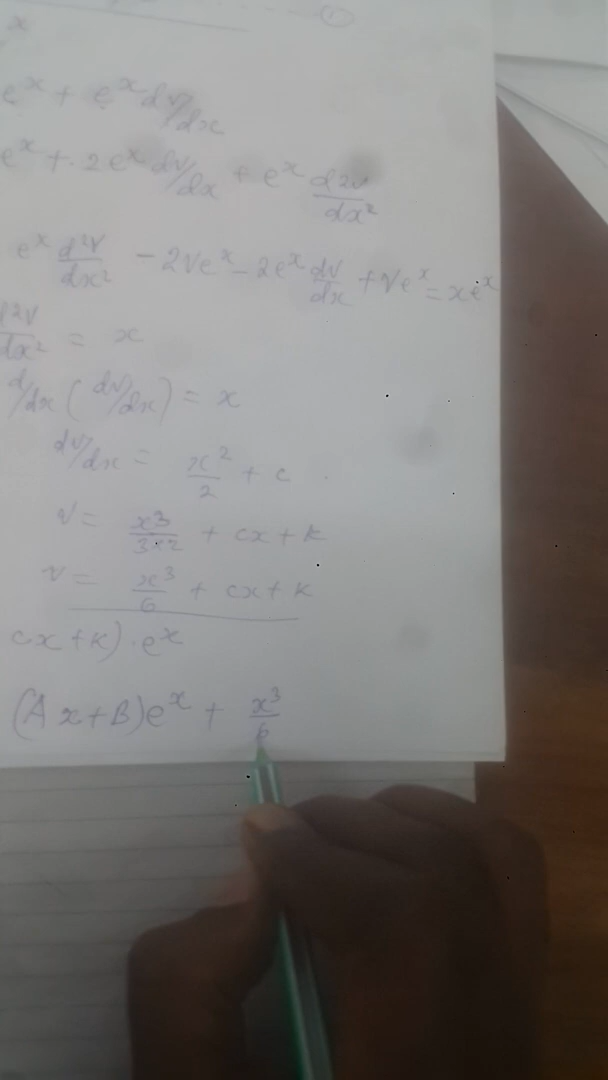 x
e^x + e^x dv/dx
e^x + 2e^x dv/dx + e^x d²v/dx²
e^x d²v/dx² - 2Ve^x - 2e^x dv/dx + Ve^x = xe^x
d²v/dx² = x
d/dx (dv/dx) = x
dv/dx = x²/2 + c
v = x³/3×2 + cx + k
v = x³/6 + cx + k
cx + k) . e^x
(Ax + B)e^x + x³/6